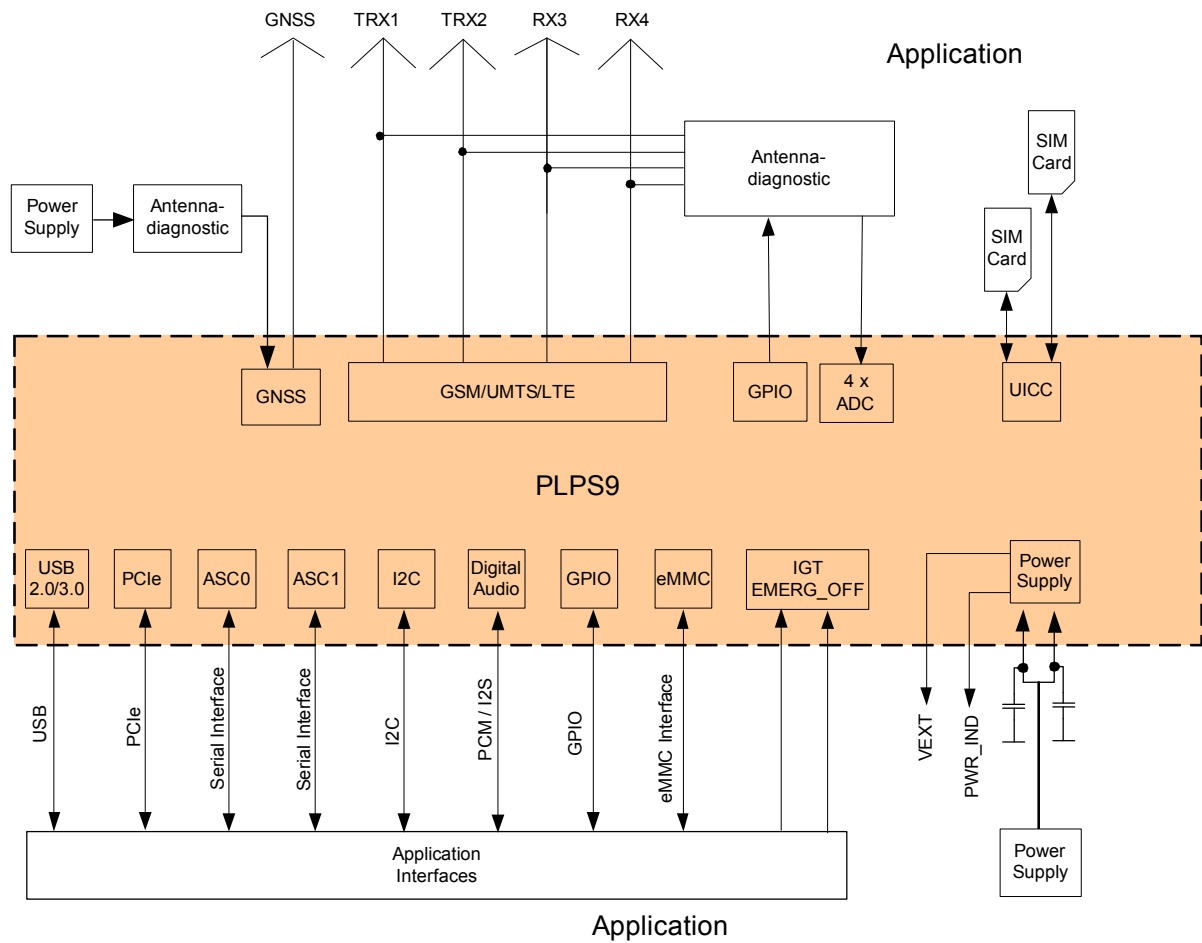 GNSS
TRX1
TRX2
RX3
RX4
Application
Antenna-
diagnostic
SIM
Card
Power
Supply
Antenna-
diagnostic
SIM
Card
GNSS
GSM/UMTS/LTE
GPIO
4 x
ADC
UICC
PLPS9
USB
2.0/3.0
PCIe
ASC0
ASC1
I2C
Digital
Audio
GPIO
eMMC
IGT
EMERG_OFF
Power
Supply
USB
PCIe
Serial Interface
Serial Interface
I2C
PCM / I2S
GPIO
eMMC Interface
VEXT
PWR_IND
Application
Interfaces
Power
Supply
Application